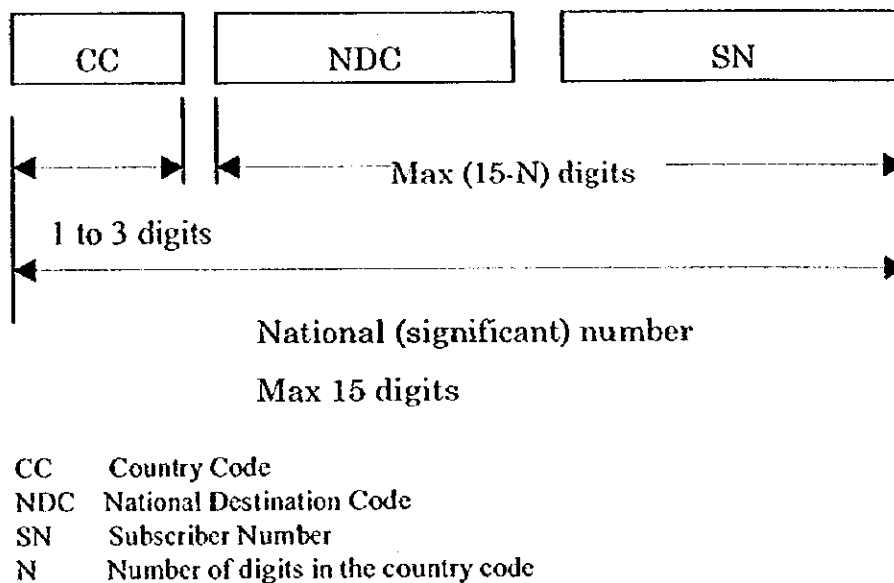 CC NDC SN
Max (15-N) digits
1 to 3 digits
National (significant) number
Max 15 digits
CC Country Code
NDC National Destination Code
SN Subscriber Number
N Number of digits in the country code